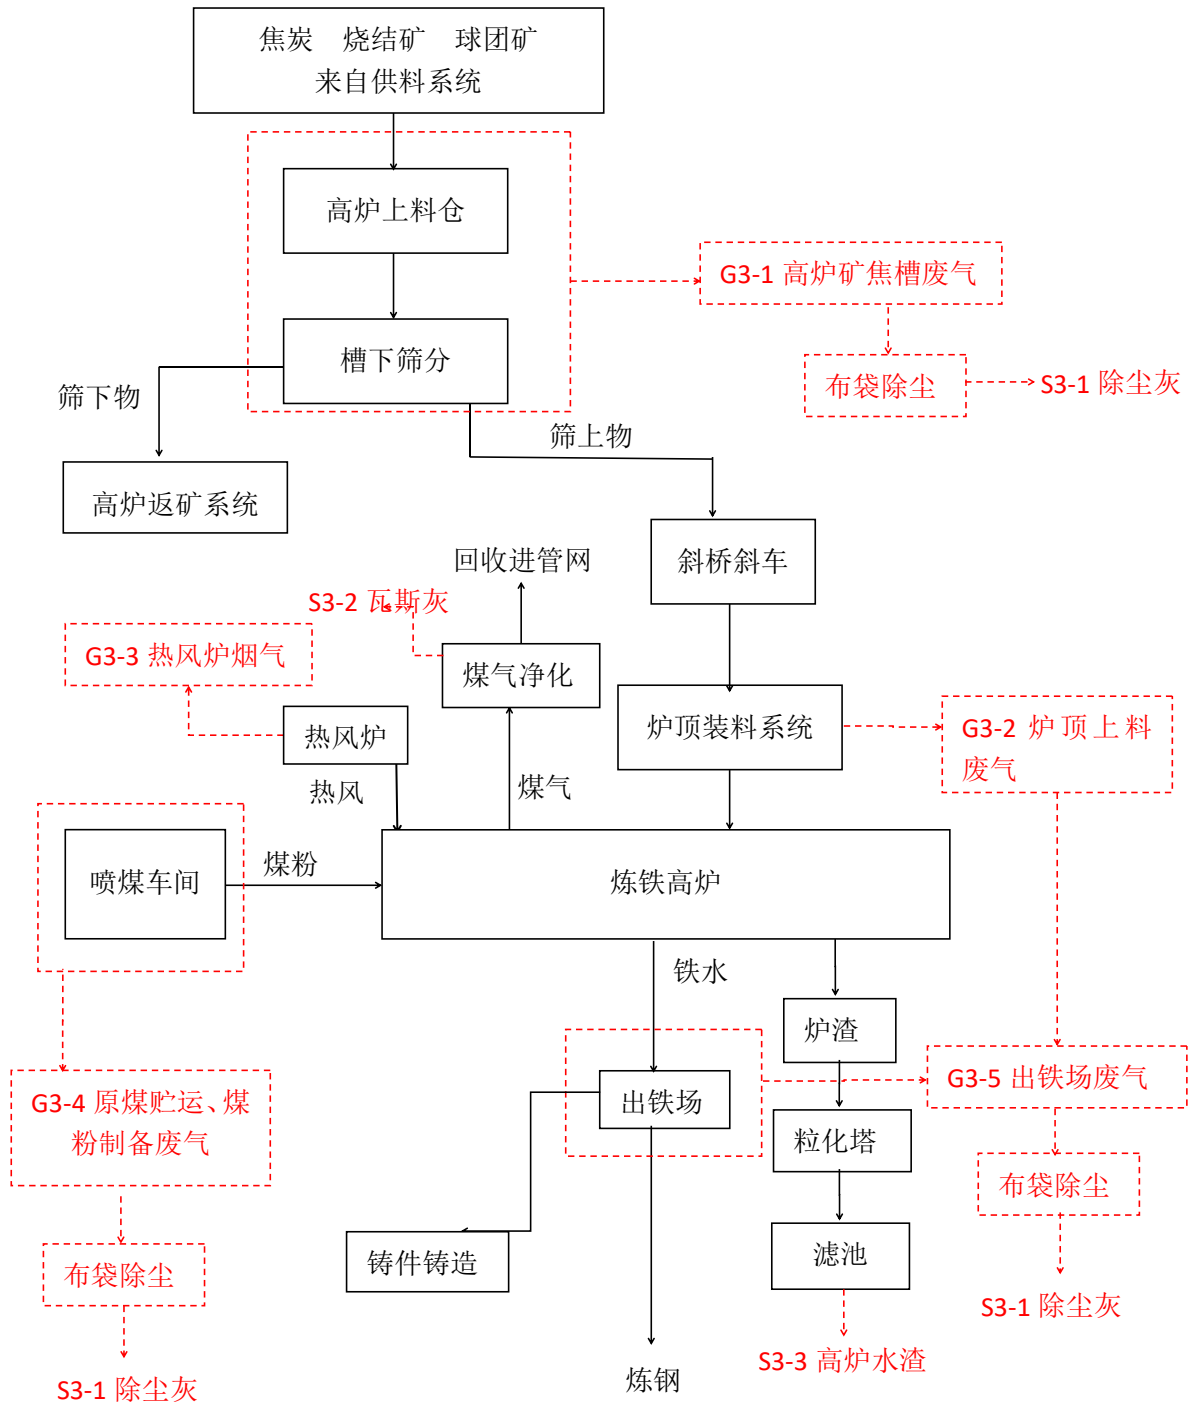 焦炭 烧结矿 球团矿
来自供料系统
高炉上料仓
G3-1 高炉矿焦槽废气
槽下筛分
布袋除尘
S3-1 除尘灰
筛下物
筛上物
高炉返矿系统
斜桥斜车
回收进管网
S3-2 瓦斯灰
G3-3 热风炉烟气
煤气净化
炉顶装料系统
G3-2 炉顶上料
废气
热风炉
热风
煤气
喷煤车间
煤粉
炼铁高炉
铁水
炉渣
G3-4 原煤贮运、煤
粉制备废气
出铁场
G3-5 出铁场废气
粒化塔
布袋除尘
布袋除尘
铸件铸造
滤池
S3-1 除尘灰
S3-3 高炉水渣
S3-1 除尘灰
炼钢